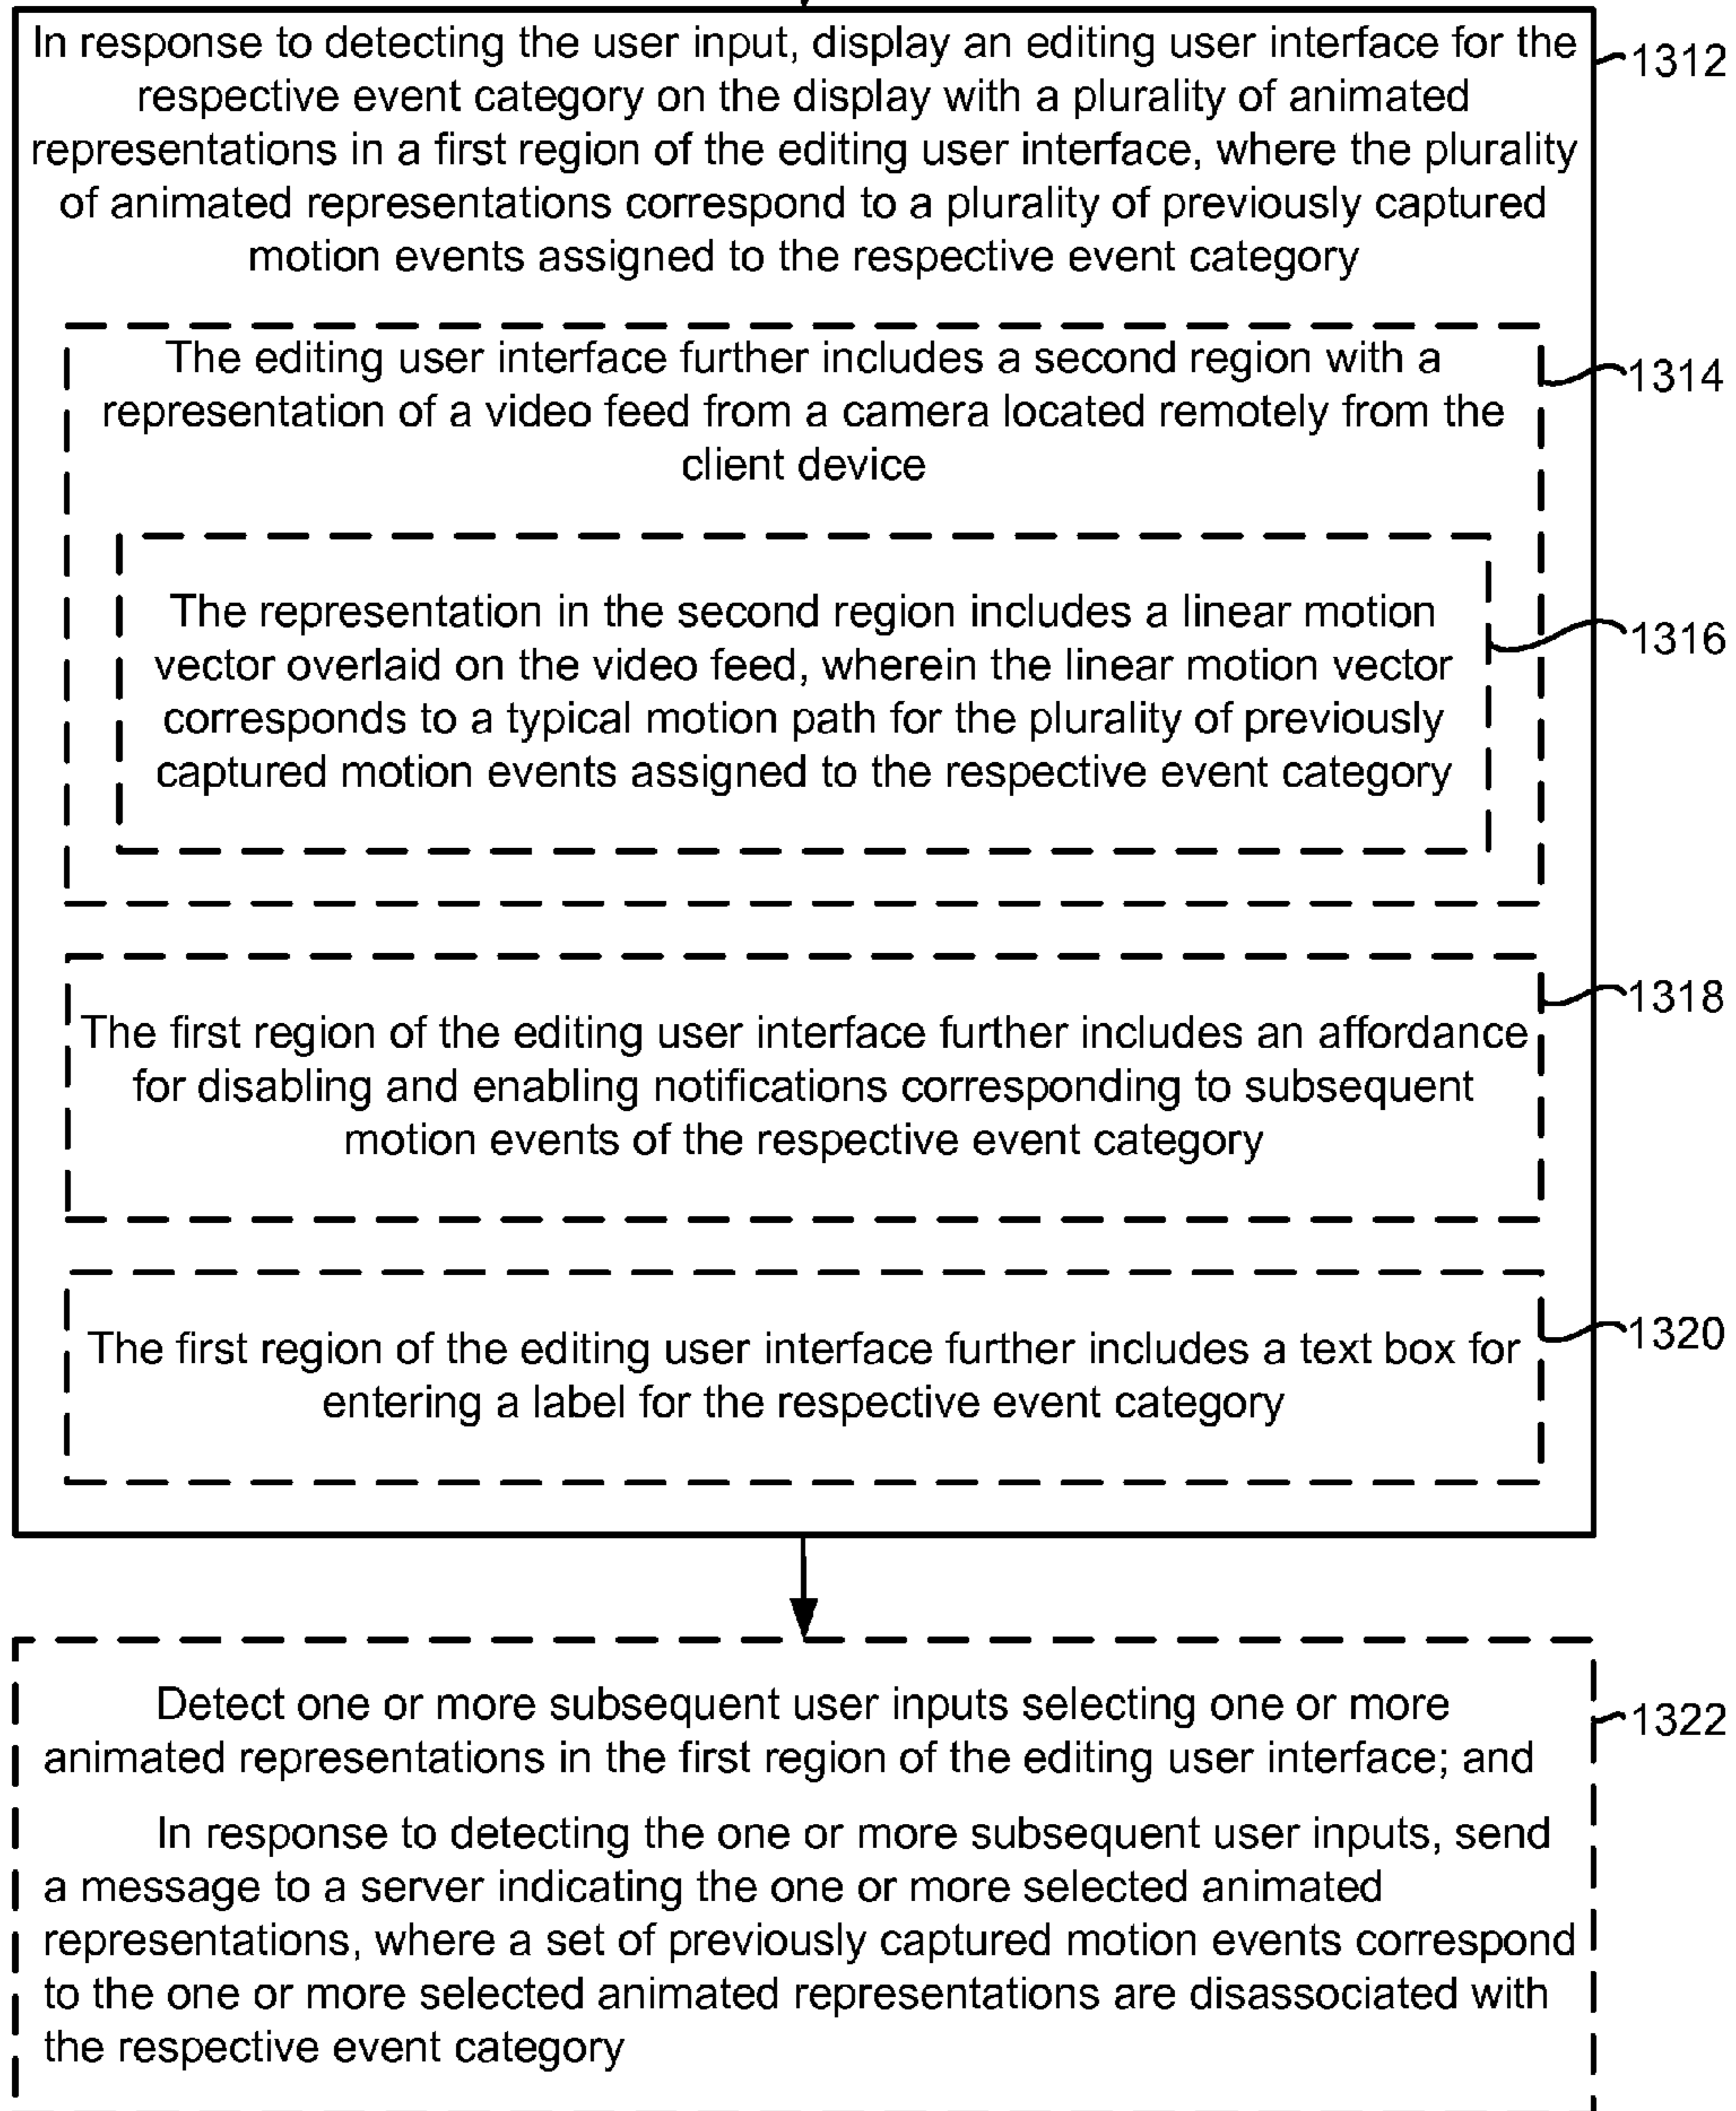 In response to detecting the user input, display an editing user interface for the
respective event category on the display with a plurality of animated
representations in a first region of the editing user interface, where the plurality
of animated representations correspond to a plurality of previously captured
motion events assigned to the respective event category
1312
The editing user interface further includes a second region with a
representation of a video feed from a camera located remotely from the
client device
1314
The representation in the second region includes a linear motion
vector overlaid on the video feed, wherein the linear motion vector
corresponds to a typical motion path for the plurality of previously
captured motion events assigned to the respective event category
1316
The first region of the editing user interface further includes an affordance
for disabling and enabling notifications corresponding to subsequent
motion events of the respective event category
1318
The first region of the editing user interface further includes a text box for
entering a label for the respective event category
1320
Detect one or more subsequent user inputs selecting one or more
animated representations in the first region of the editing user interface; and
In response to detecting the one or more subsequent user inputs, send
a message to a server indicating the one or more selected animated
representations, where a set of previously captured motion events correspond
to the one or more selected animated representations are disassociated with
the respective event category
1322